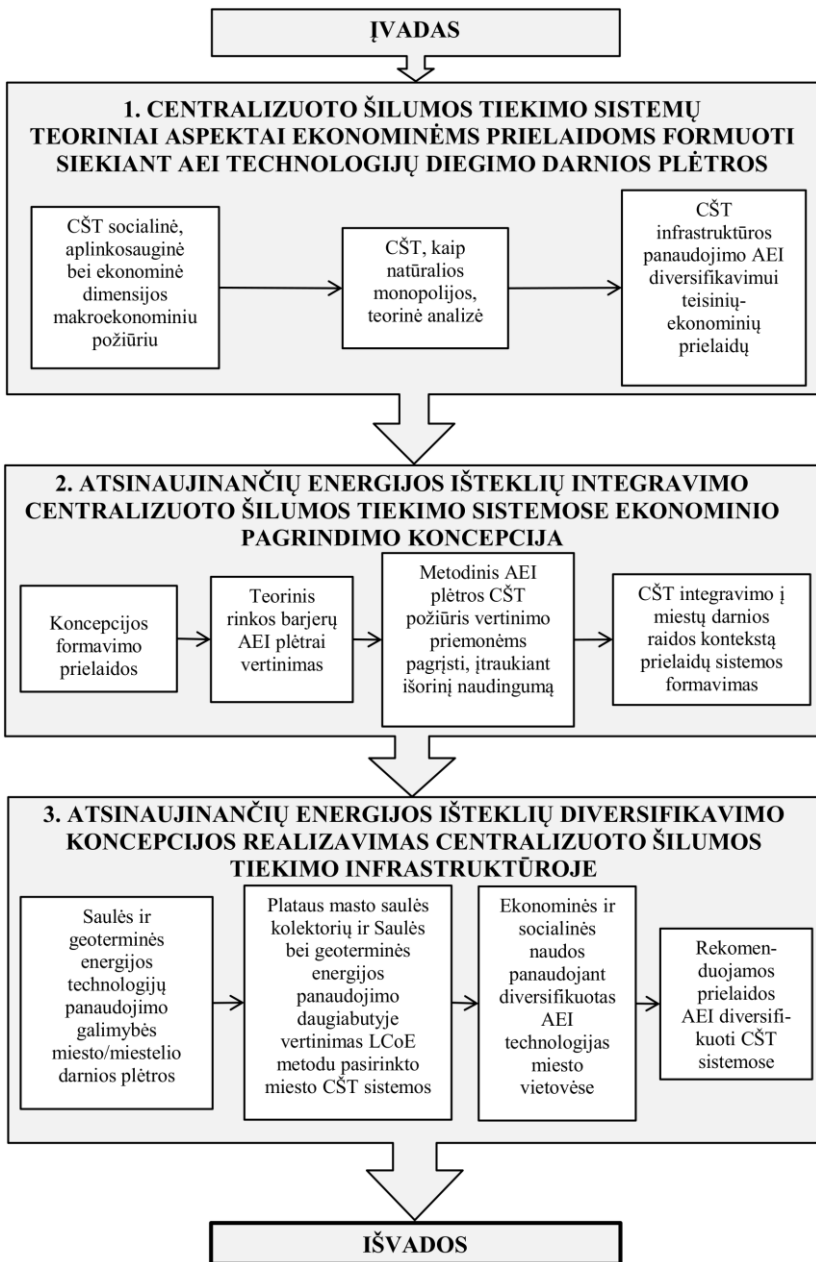 ĮVADAS
1. CENTRALIZUOTO ŠILUMOS TIEKIMO SISTEMŲ
TEORINIAI ASPEKTAI EKONOMINĖMS PRIELAIDOMS FORMUOTI
SIEKIANT AEI TECHNOLOGIJŲ DIEGIMO DARNIOS PLĖTROS
CŠT socialinė,
aplinkosauginė
bei ekonominė
dimensijos
makroekonominiu
požiūriu
CŠT, kaip
natūralios
monopolijos,
teorinė analizė
CŠT
infrastruktūros
panaudojimo AEI
diversifikavimui
teisinių-
ekonominių
prielaidų
2. ATSINAUJINANČIŲ ENERGIJOS IŠTEKLIŲ INTEGRAVIMO
CENTRALIZUOTO ŠILUMOS TIEKIMO SISTEMOSE EKONOMINIO
PAGRINDIMO KONCEPCIJA
Koncepcijos
formavimo
prielaidos
Teorinis
rinkos barjerų
AEI plėtrai
vertinimas
Metodinis AEI
plėtros CŠT
požiūris vertinimo
priemonėms
pagrįsti, įtraukiant
išorinį naudingumą
CŠT integravimo į
miestų darnios
raidos kontekstą
prielaidų sistemos
formavimas
3. ATSINAUJINANČIŲ ENERGIJOS IŠTEKLIŲ DIVERSIFIKAVIMO
KONCEPCIJOS REALIZAVIMAS CENTRALIZUOTO ŠILUMOS
TIEKIMO INFRASTRUKTŪROJE
Saulės ir
geoterminės
energijos
technologijų
panaudojimo
galimybės
miesto/miestelio
darnios plėtros
Plataus masto saulės
kolektorių ir Saulės
bei geoterminės
energijos
panaudojimo
daugiabutyje
vertinimas LCoE
metodu pasirinkto
miesto CŠT sistemos
Ekonominės ir
socialinės
naudos
panaudojant
diversifikuotas
AEI
technologijas
miesto
vietovėse
Rekomen-
duojamos
prielaidos
AEI diversifi-
kuoti CŠT
sistemose
IŠVADOS